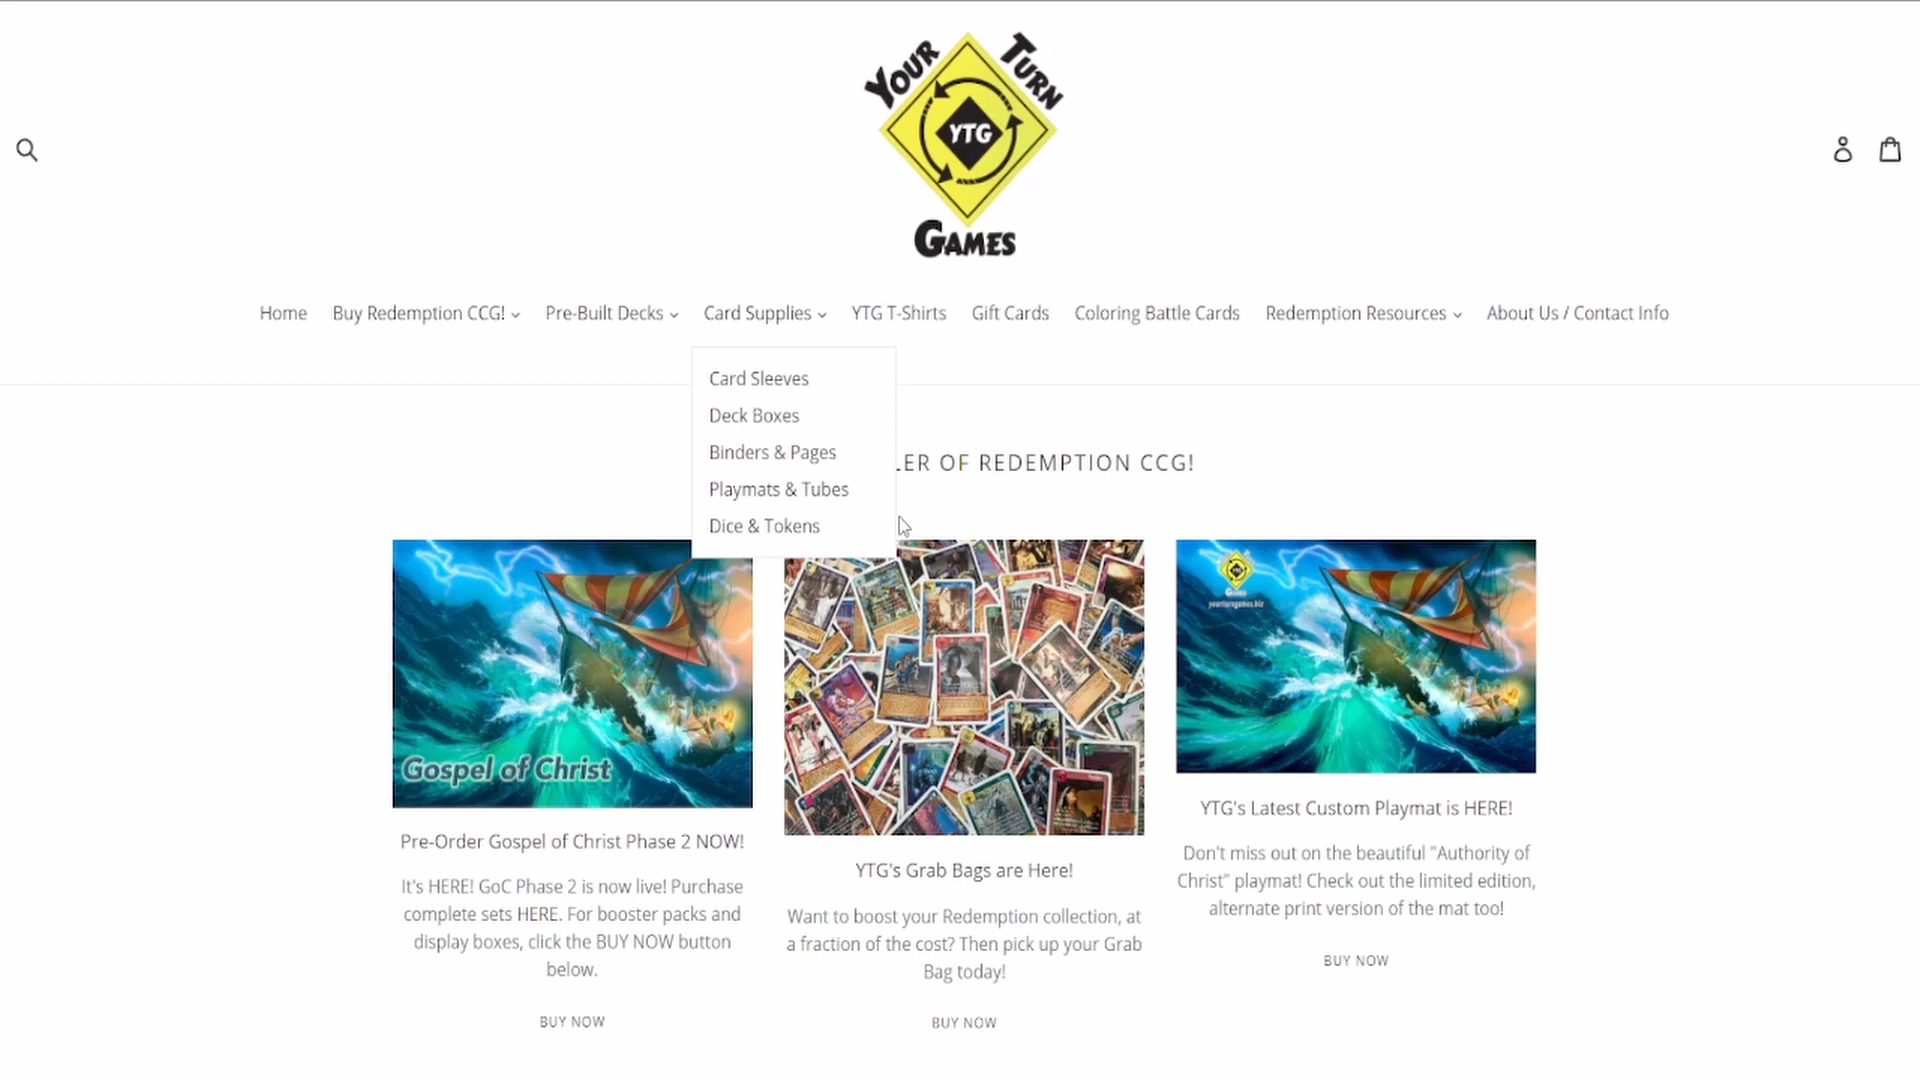 YOUR TURN
YTG
GAMES
Home
Buy Redemption CCG!
Pre-Built Decks
Card Supplies
YTG T-Shirts
Gift Cards
Coloring Battle Cards
Redemption Resources
About Us / Contact Info
Card Sleeves
Deck Boxes
Binders & Pages
Playmats & Tubes
Dice & Tokens
OF REDEMPTION CCG!
Gospel of Christ
Pre-Order Gospel of Christ Phase 2 NOW!
It's HERE! GoC Phase 2 is now live! Purchase
complete sets HERE. For booster packs and
display boxes, click the BUY NOW button
below.
BUY NOW
YTG's Grab Bags are Here!
Want to boost your Redemption collection, at
a fraction of the cost? Then pick up your Grab
Bag today!
BUY NOW
YTG
Games
yourturngames.biz
YTG's Latest Custom Playmat is HERE!
Don't miss out on the beautiful "Authority of
Christ" playmat! Check out the limited edition,
alternate print version of the mat too!
BUY NOW